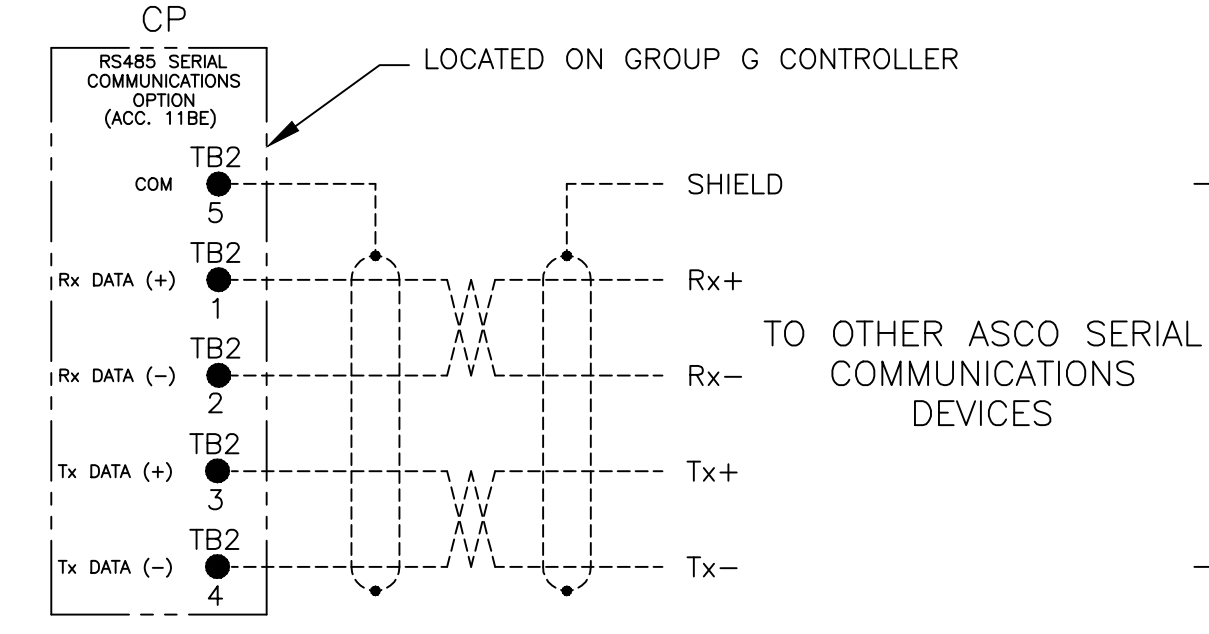 CP
RS485 SERIAL
COMMUNICATIONS
OPTION
(ACC. 11BE)
LOCATED ON GROUP G CONTROLLER
TB2
COM
5
SHIELD
TB2
Rx DATA (+)
1
Rx+
TB2
Rx DATA (-)
2
Rx-
TO OTHER ASCO SERIAL
COMMUNICATIONS
DEVICES
TB2
Tx DATA (+)
3
Tx+
TB2
Tx DATA (-)
4
Tx-